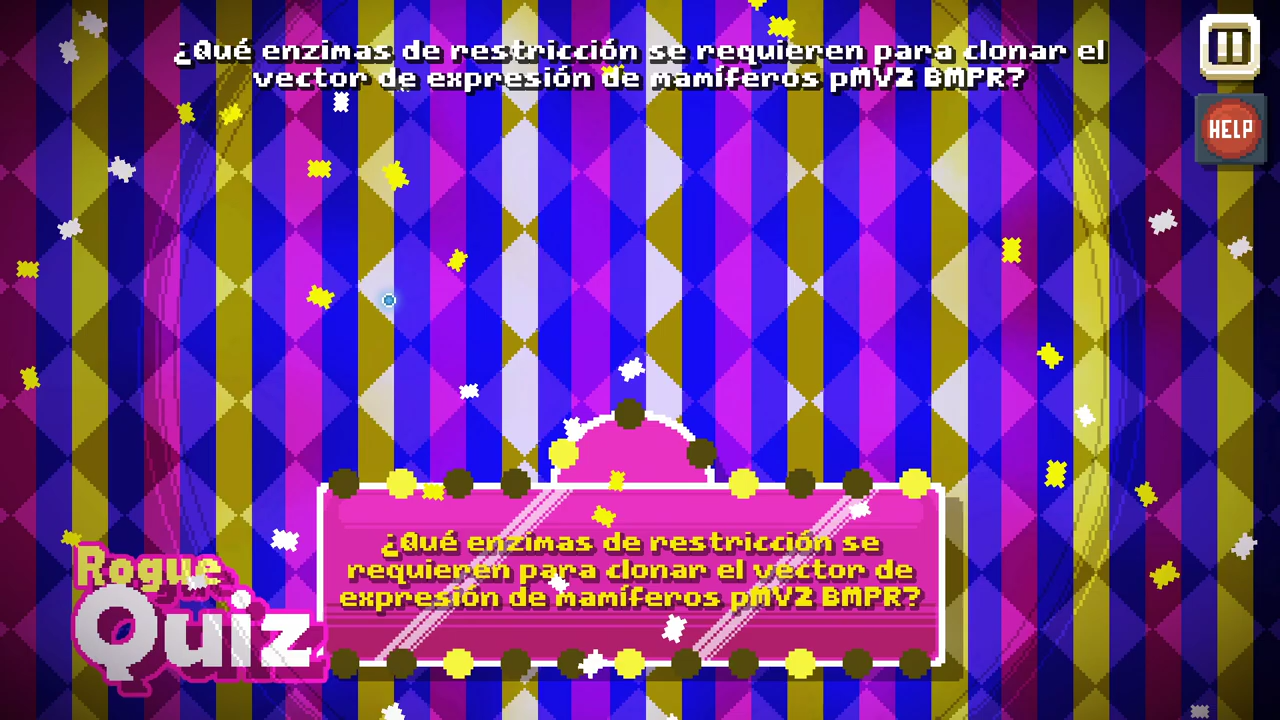 ¿Qué enzimas de restricción se requieren para clonar el
vector de expresión de mamíferos pMV2 BMPR?
HELP
¿Qué enzimas de restricción se
requieren para clonar el vector de
expresión de mamíferos pMV2 BMPR?
Rogue
Quiz